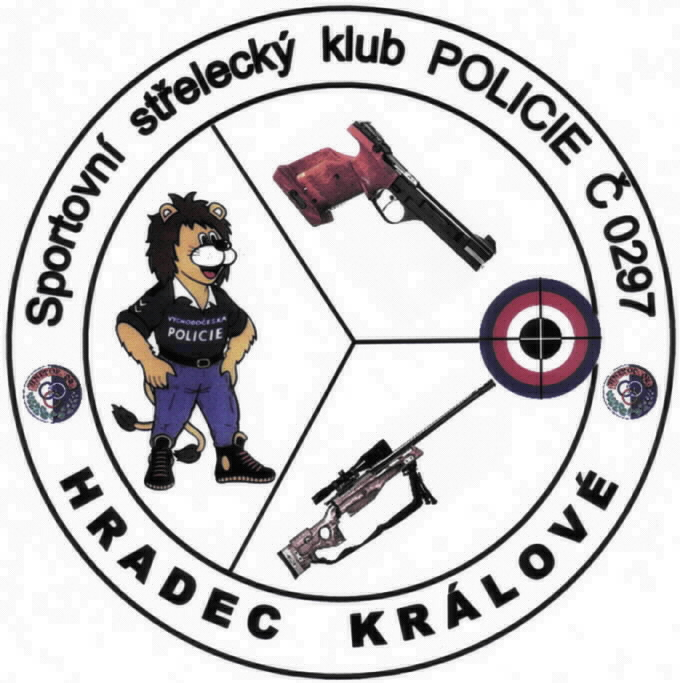 Sportovní střelecký klub POLICIE Č 0297
VÝCHODOČESKÁ
POLICIE
HRADEC KRÁLOVÉ